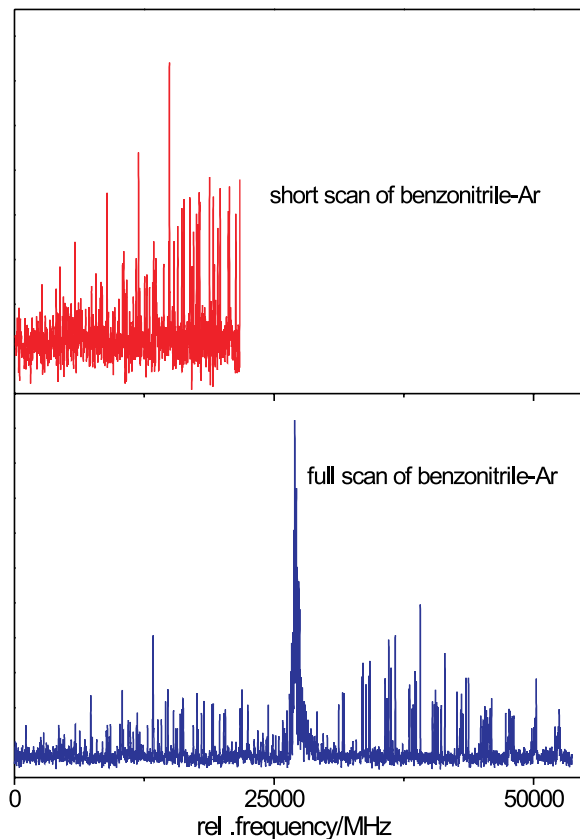 short scan of benzonitrile-Ar
full scan of benzonitrile-Ar
0 25000 50000
rel .frequency/MHz